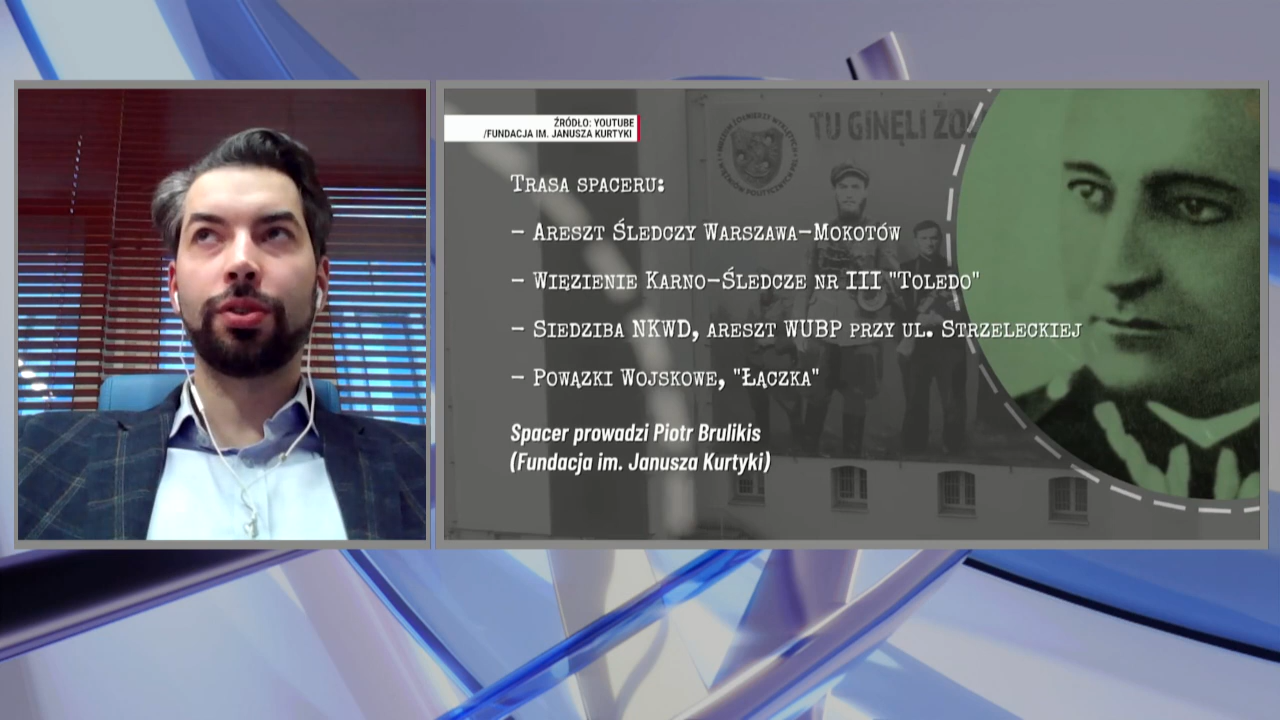 ŹRÓDŁO: YOUTUBE
/FUNDACJA IM. JANUSZA KURTYKI
TU GINĘLI ŻOŁ
TRASA SPACERU:
- ARESZT ŚLEDCZY WARSZAWA-MOKOTÓW
- WIĘZIENIE KARNO-ŚLEDCZE NR III "TOLEDO"
- SIEDZIBA NKWD, ARESZT WUBP PRZY UL. STRZELECKIEJ
- POWĄZKI WOJSKOWE, "ŁĄCZKA"
Spacer prowadzi Piotr Brulikis
(Fundacja im. Janusza Kurtyki)